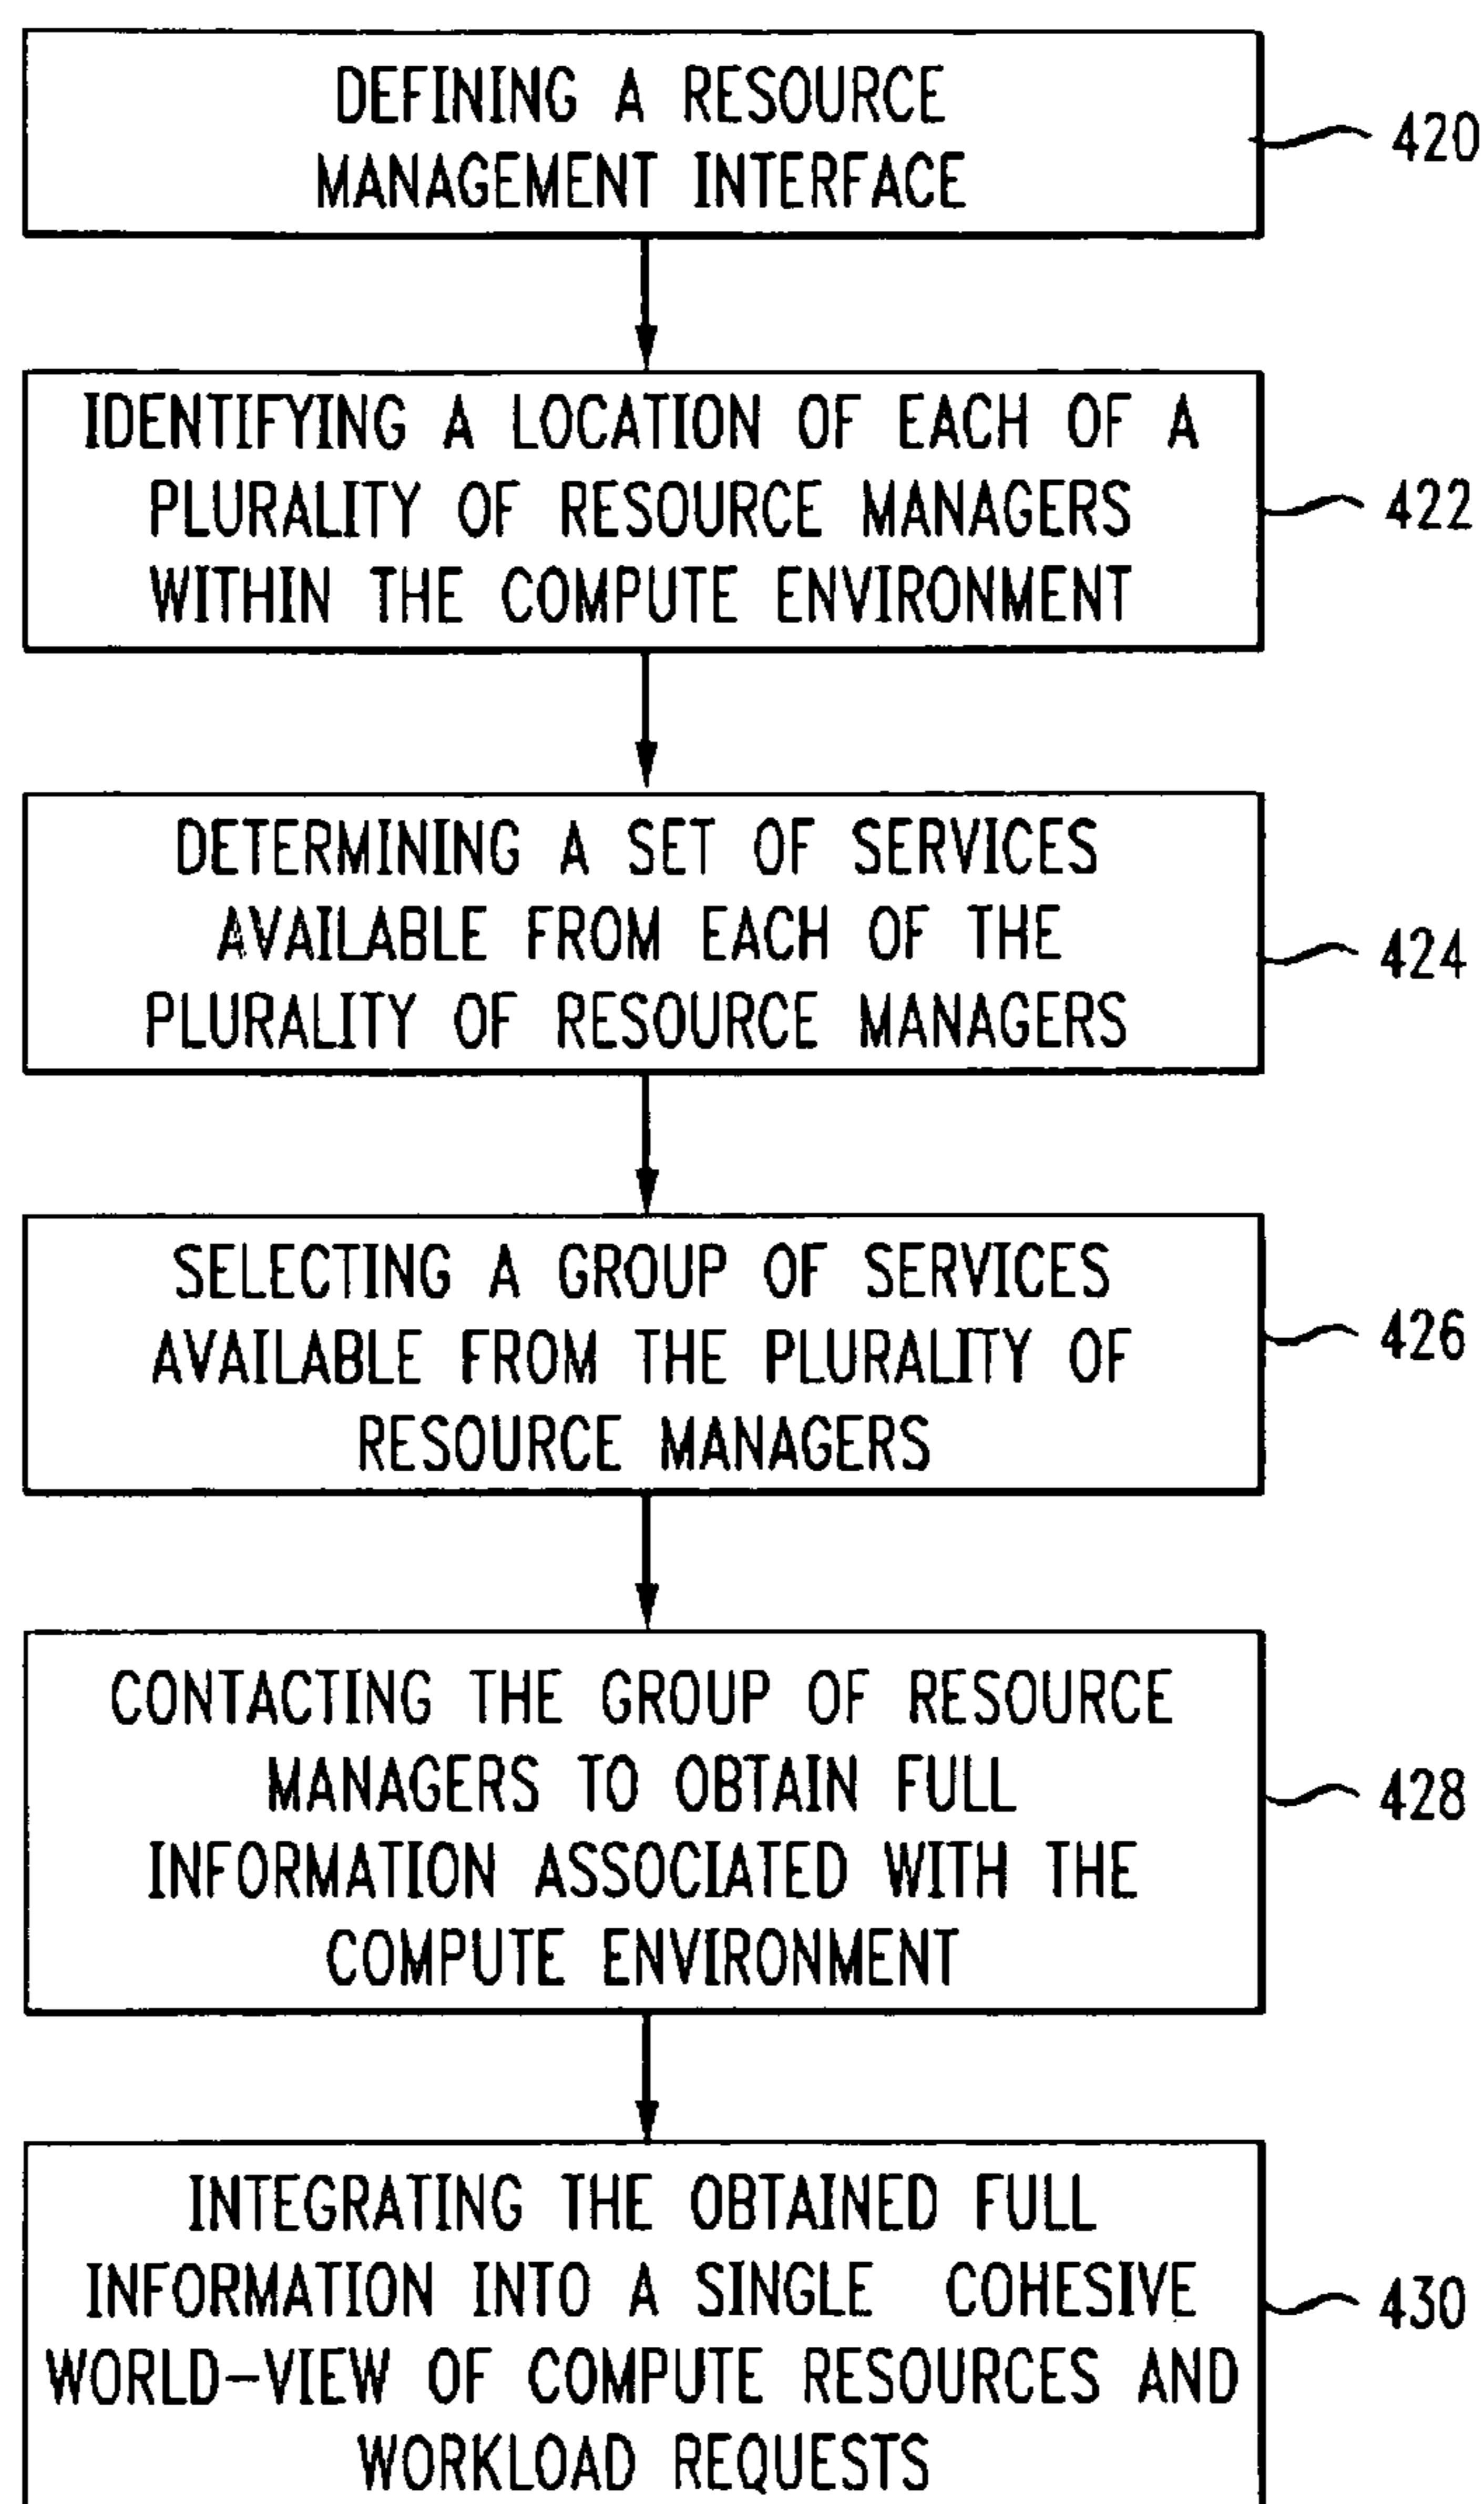 DEFINING A RESOURCE
MANAGEMENT INTERFACE
420
IDENTIFYING A LOCATION OF EACH OF A
PLURALITY OF RESOURCE MANAGERS
WITHIN THE COMPUTE ENVIRONMENT
422
DETERMINING A SET OF SERVICES
AVAILABLE FROM EACH OF THE
PLURALITY OF RESOURCE MANAGERS
424
SELECTING A GROUP OF SERVICES
AVAILABLE FROM THE PLURALITY OF
RESOURCE MANAGERS
426
CONTACTING THE GROUP OF RESOURCE
MANAGERS TO OBTAIN FULL
INFORMATION ASSOCIATED WITH THE
COMPUTE ENVIRONMENT
428
INTEGRATING THE OBTAINED FULL
INFORMATION INTO A SINGLE COHESIVE
WORLD-VIEW OF COMPUTE RESOURCES AND
WORKLOAD REQUESTS
430